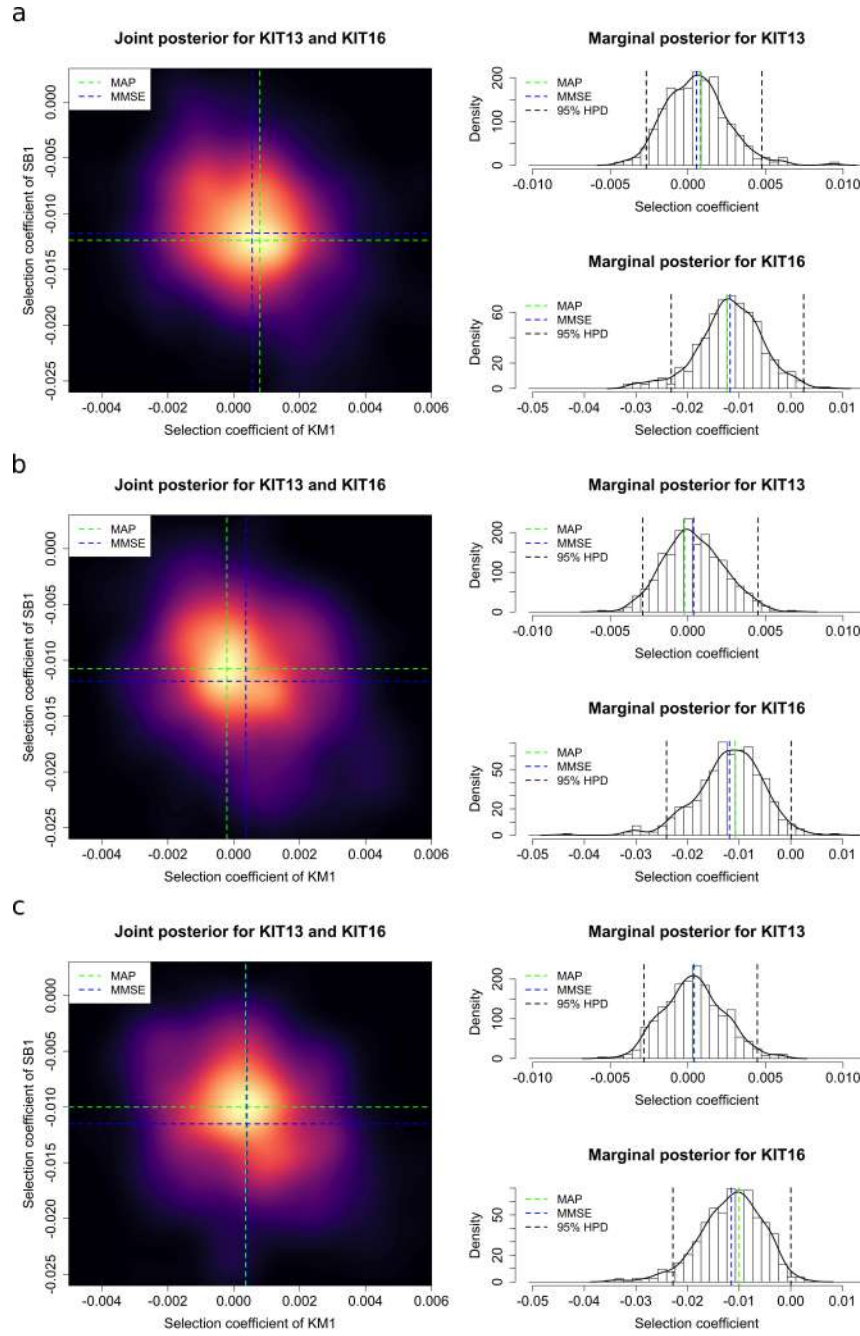 a
Joint posterior for KIT13 and KIT16
MAP
MMSE
Selection coefficient of SB1
0.000
-0.005
-0.010
-0.015
-0.020
-0.025
-0.004 -0.002 0.000 0.002 0.004 0.006
Selection coefficient of KM1
Marginal posterior for KIT13
MAP
MMSE
95% HPD
Density
200
100
0
-0.010 -0.005 0.000 0.005 0.010
Selection coefficient
Marginal posterior for KIT16
MAP
MMSE
95% HPD
Density
60
20
0
-0.05 -0.04 -0.03 -0.02 -0.01 0.00 0.01
Selection coefficient
b
Joint posterior for KIT13 and KIT16
MAP
MMSE
Selection coefficient of SB1
0.000
-0.005
-0.010
-0.015
-0.020
-0.025
-0.004 -0.002 0.000 0.002 0.004 0.006
Selection coefficient of KM1
Marginal posterior for KIT13
MAP
MMSE
95% HPD
Density
200
100
0
-0.010 -0.005 0.000 0.005 0.010
Selection coefficient
Marginal posterior for KIT16
MAP
MMSE
95% HPD
Density
50
20
0
-0.05 -0.04 -0.03 -0.02 -0.01 0.00 0.01
Selection coefficient
c
Joint posterior for KIT13 and KIT16
MAP
MMSE
Selection coefficient of SB1
0.000
-0.005
-0.010
-0.015
-0.020
-0.025
-0.004 -0.002 0.000 0.002 0.004 0.006
Selection coefficient of KM1
Marginal posterior for KIT13
MAP
MMSE
95% HPD
Density
200
100
0
-0.010 -0.005 0.000 0.005 0.010
Selection coefficient
Marginal posterior for KIT16
MAP
MMSE
95% HPD
Density
50
20
0
-0.05 -0.04 -0.03 -0.02 -0.01 0.00 0.01
Selection coefficient